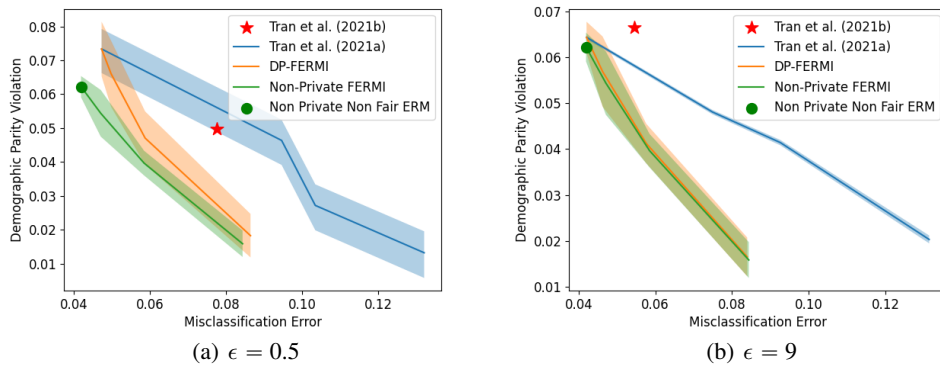 Tran et al. (2021b)
Tran et al. (2021a)
DP-FERMI
Non-Private FERMI
Non Private Non Fair ERM
Demographic Parity Violation
0.08
0.07
0.06
0.05
0.04
0.03
0.02
0.01
0.04
0.06
0.08
0.10
0.12
Misclassification Error
(a) ϵ = 0.5
Tran et al. (2021b)
Tran et al. (2021a)
DP-FERMI
Non-Private FERMI
Non Private Non Fair ERM
Demographic Parity Violation
0.07
0.06
0.05
0.04
0.03
0.02
0.01
0.04
0.06
0.08
0.10
0.12
Misclassification Error
(b) ϵ = 9